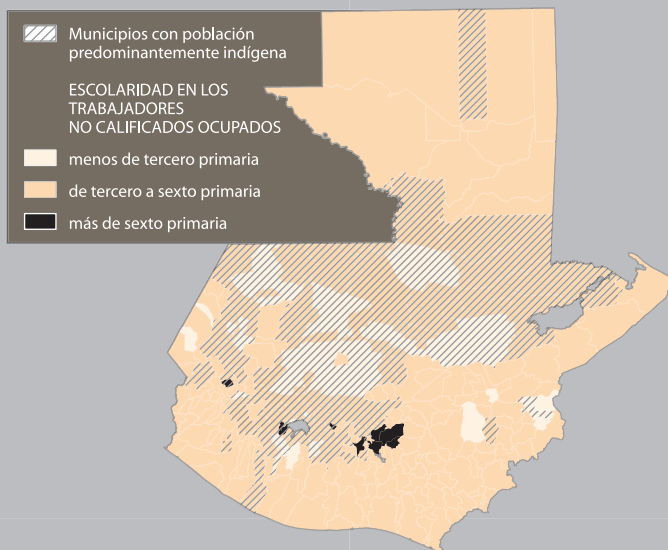 Municipios con población
predominantemente indígena
ESCOLARIDAD EN LOS
TRABAJADORES
NO CALIFICADOS OCUPADOS
menos de tercero primaria
de tercero a sexto primaria
más de sexto primaria